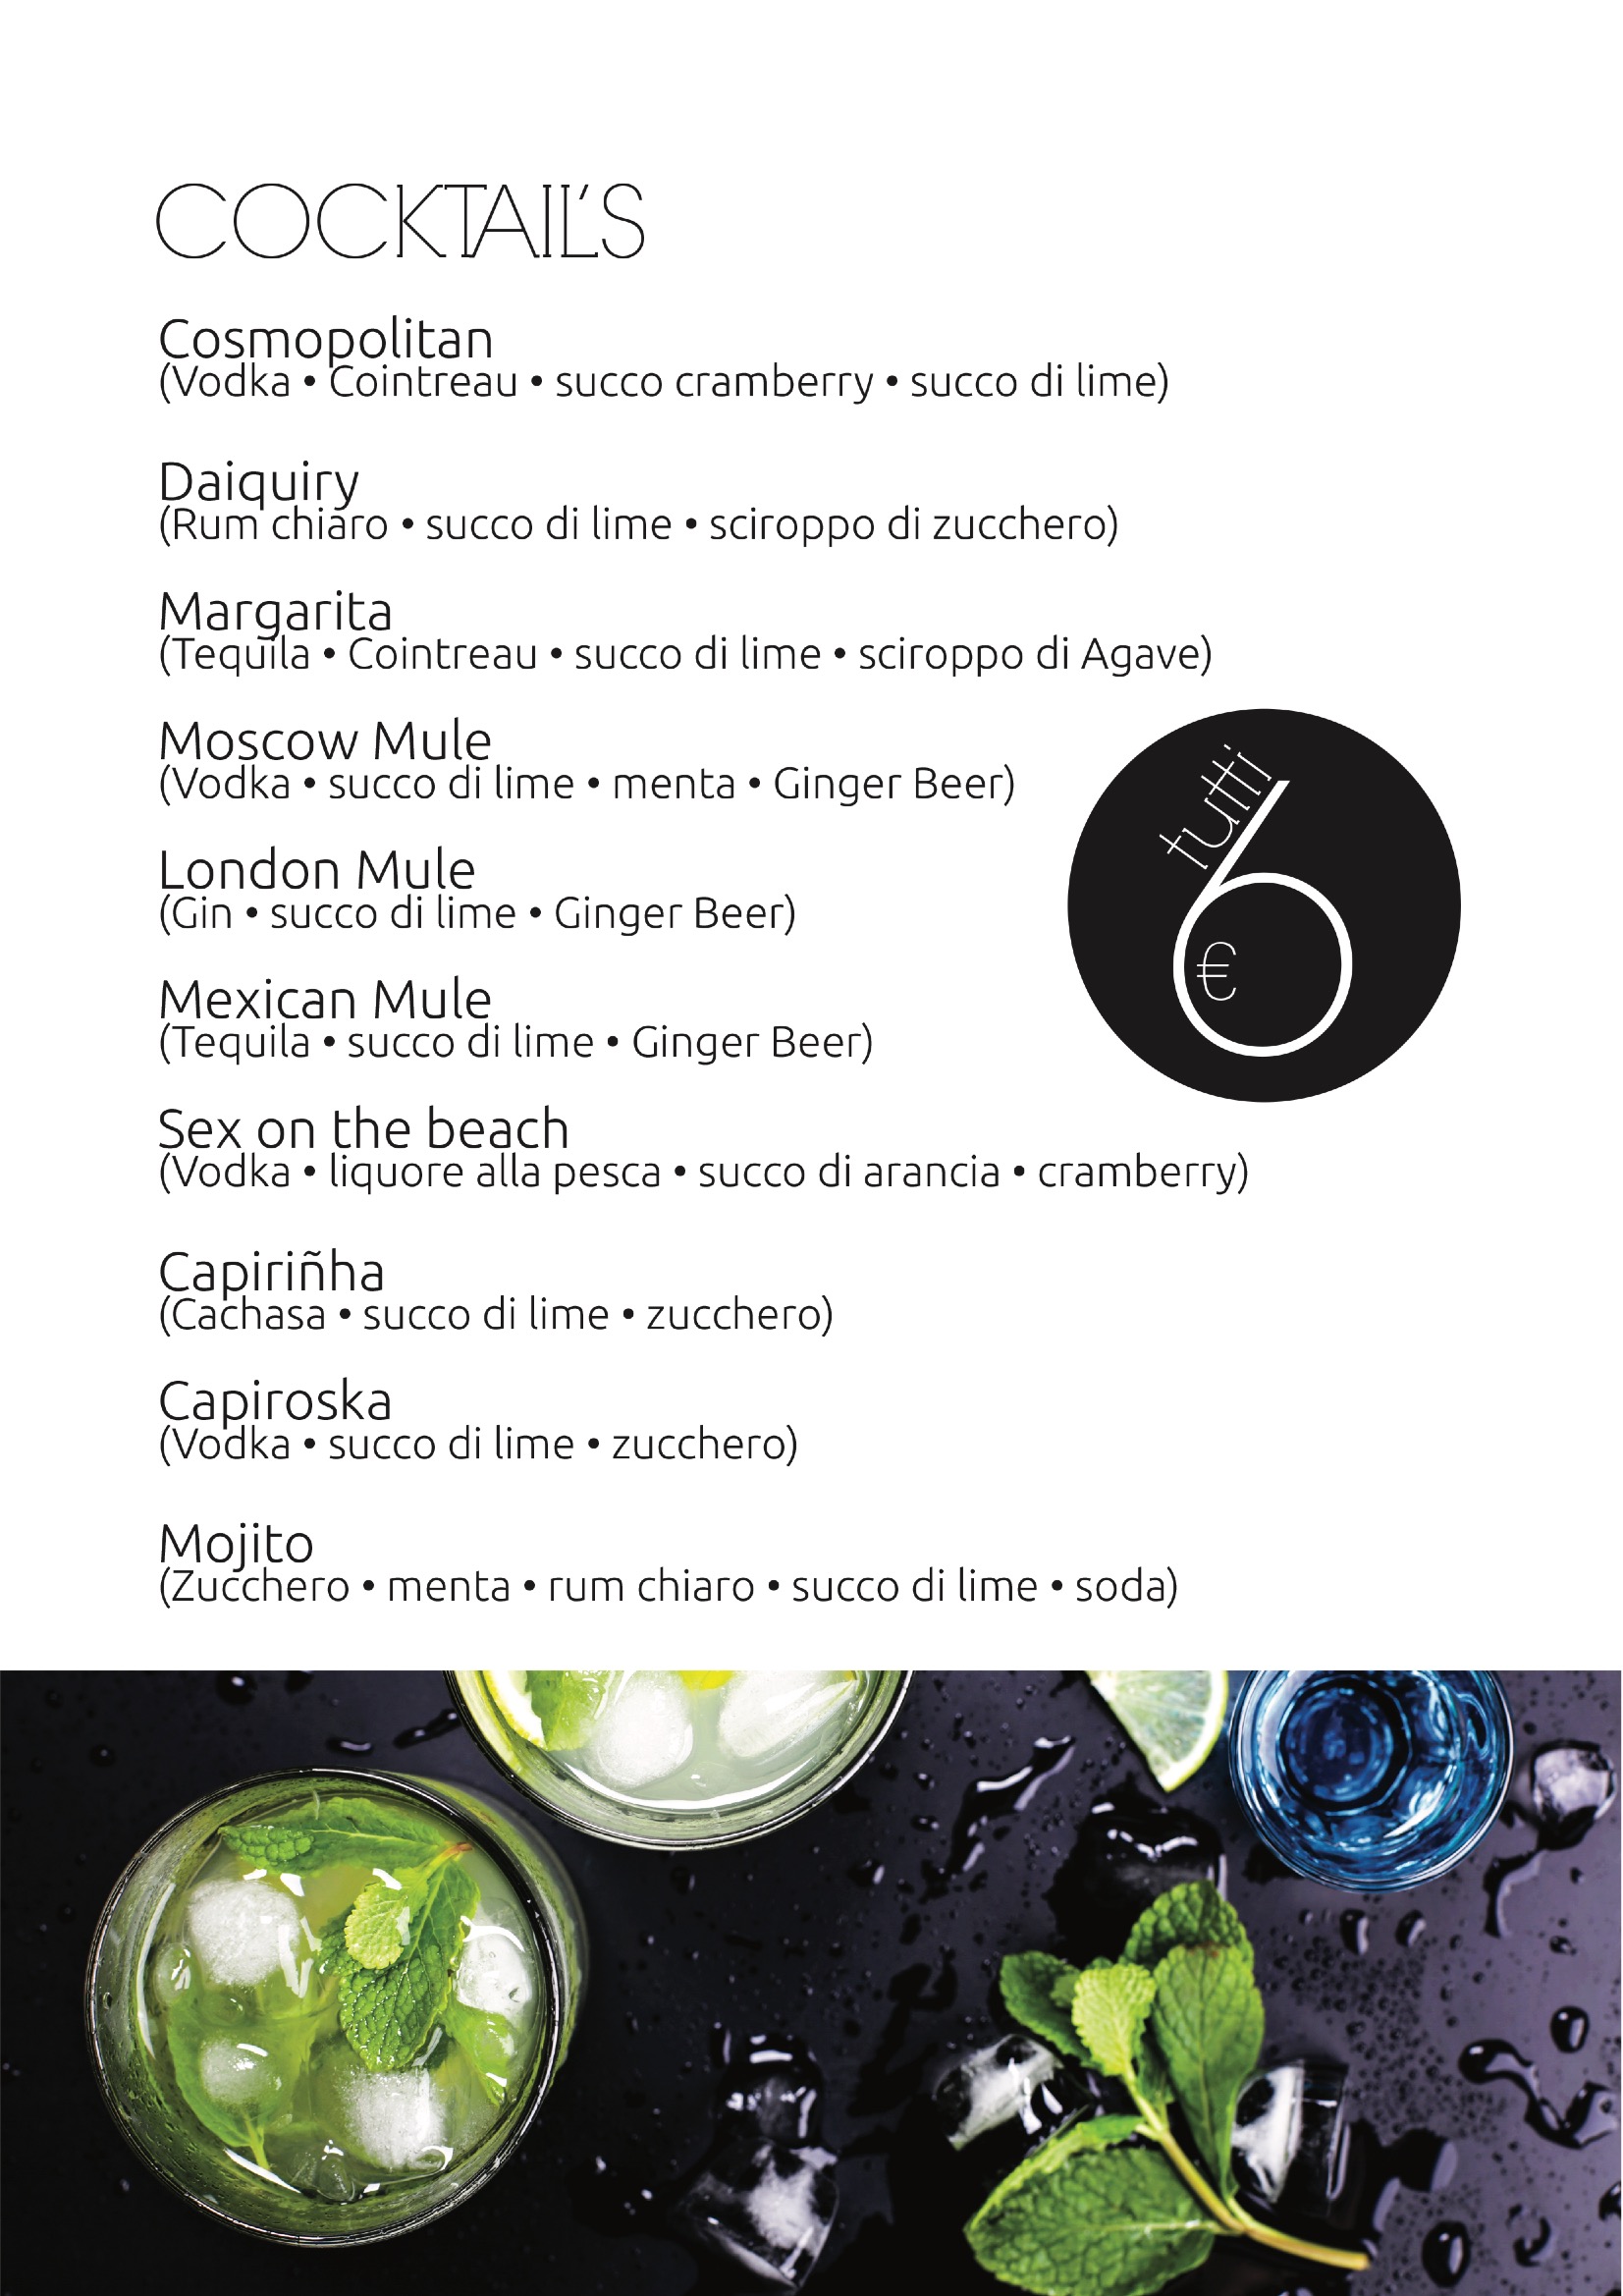 COCKTAIL'S
Cosmopolitan
(Vodka • Cointreau • succo cramberry • succo di lime)
Daiquiry
(Rum chiaro • succo di lime • sciroppo di zucchero)
Margarita
(Tequila • Cointreau • succo di lime • sciroppo di Agave)
Moscow Mule
(Vodka • succo di lime • menta • Ginger Beer)
London Mule
(Gin • succo di lime • Ginger Beer)
Mexican Mule
(Tequila • succo di lime • Ginger Beer)
tutti
6
€
Sex on the beach
(Vodka • liquore alla pesca • succo di arancia • cramberry)
Capiriñha
(Cachasa • succo di lime • zucchero)
Capiroska
(Vodka • succo di lime • zucchero)
Mojito
(Zucchero • menta • rum chiaro • succo di lime • soda)